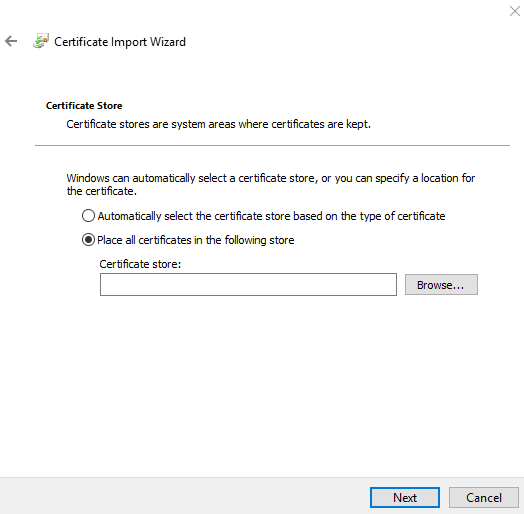 Certificate Import Wizard
Certificate Store
Certificate stores are system areas where certificates are kept.
Windows can automatically select a certificate store, or you can specify a location for
the certificate.
Automatically select the certificate store based on the type of certificate
Place all certificates in the following store
Certificate store:
Browse...
Next
Cancel